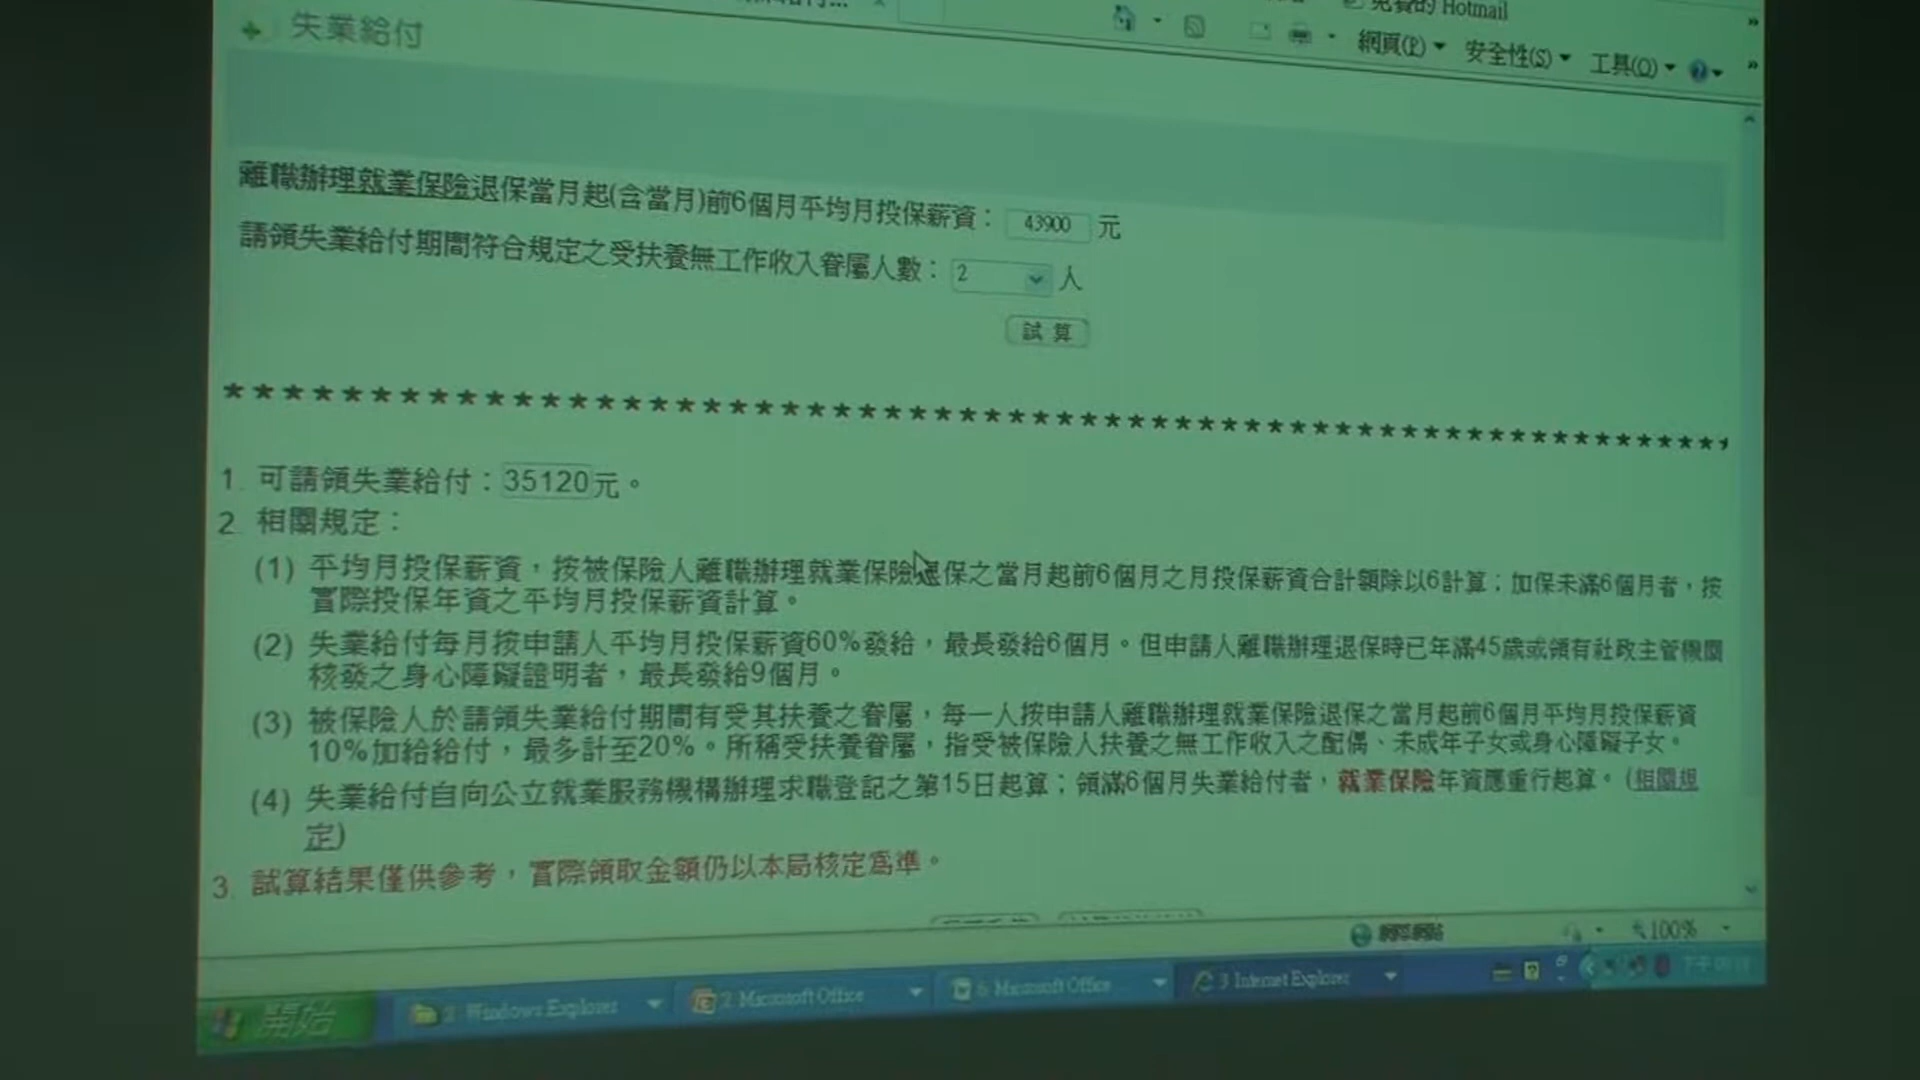 免費的 Hotmail
網頁(P) 安全性(S) 工具(O)
失業給付
離職辦理就業保險退保當月起(含當月)前6個月平均月投保薪資： 43900 元
請領失業給付期間符合規定之受扶養無工作收入眷屬人數： 2 人
試 算
1. 可請領失業給付：35120元。
2. 相關規定：
(1) 平均月投保薪資，按被保險人離職辦理就業保險退保之當月起前6個月之月投保薪資合計額除以6計算；加保未滿6個月者，按
實際投保年資之平均月投保薪資計算。
(2) 失業給付每月按申請人平均月投保薪資60%發給，最長發給6個月。但申請人離職辦理退保時已年滿45歲或領有社政主管機關
核發之身心障礙證明者，最長發給9個月。
(3) 被保險人於請領失業給付期間有受其扶養之眷屬，每一人按申請人離職辦理就業保險退保之當月起前6個月平均月投保薪資
10%加給給付，最多計至20%。所稱受扶養眷屬，指受被保險人扶養之無工作收入之配偶、未成年子女或身心障礙子女。
(4) 失業給付自向公立就業服務機構辦理求職登記之第15日起算；領滿6個月失業給付者，就業保險年資應重行起算。(相關規
定)
3. 試算結果僅供參考，實際領取金額仍以本局核定為準。
網際網路 100%
開始 3 Windows Explorer 2 Microsoft Office 5 Microsoft Office 3 Internet Explorer